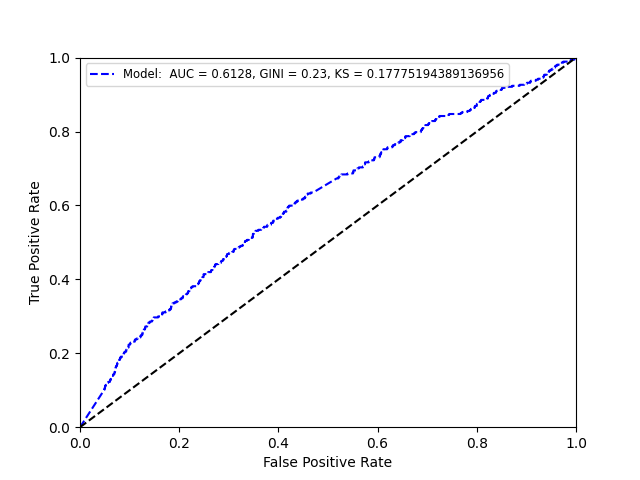 1.0
Model:  AUC = 0.6128, GINI = 0.23, KS = 0.17775194389136956
0.8
0.6
0.4
0.2
0.0
True Positive Rate
0.0 0.2 0.4 0.6 0.8 1.0
False Positive Rate